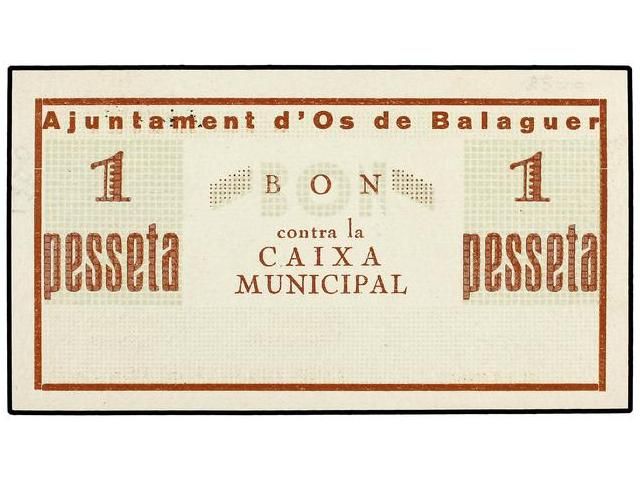 Ajuntament d'Os de Balaguer
1 BON 1
contra la
pesseta CAIXA pesseta
MUNICIPAL